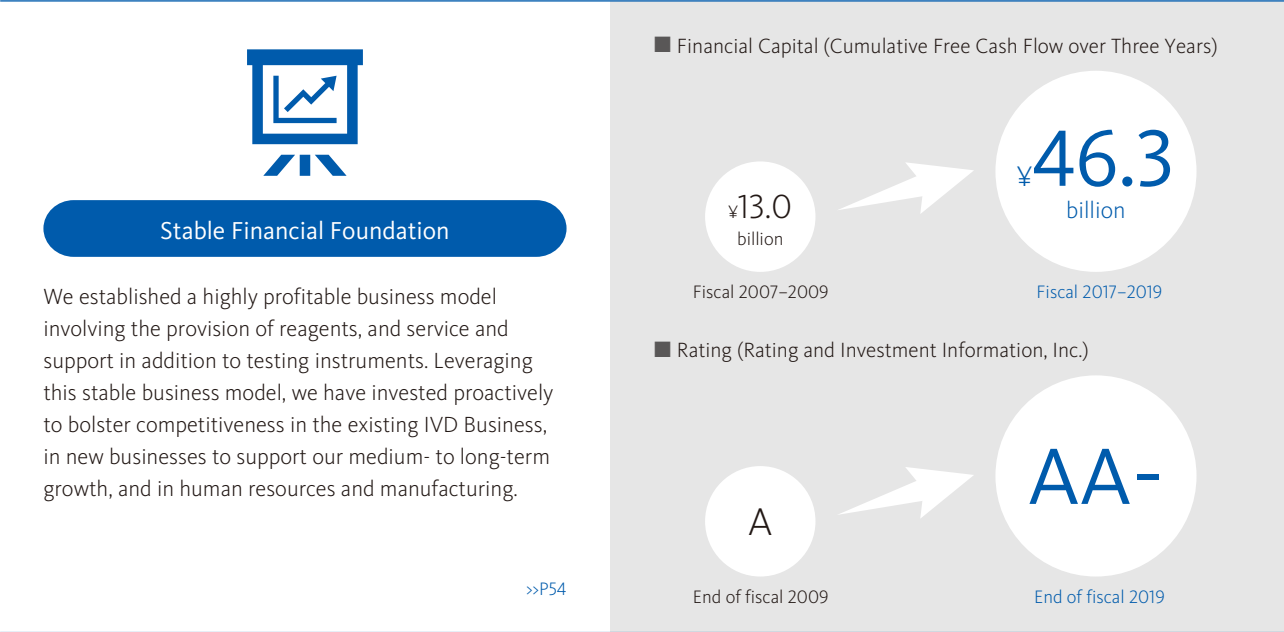 Stable Financial Foundation
We established a highly profitable business model
involving the provision of reagents, and service and
support in addition to testing instruments. Leveraging
this stable business model, we have invested proactively
to bolster competitiveness in the existing IVD Business,
in new businesses to support our medium- to long-term
growth, and in human resources and manufacturing.
>>P54
■ Financial Capital (Cumulative Free Cash Flow over Three Years)
¥13.0
billion
Fiscal 2007–2009
¥46.3
billion
Fiscal 2017–2019
■ Rating (Rating and Investment Information, Inc.)
A
End of fiscal 2009
AA-
End of fiscal 2019